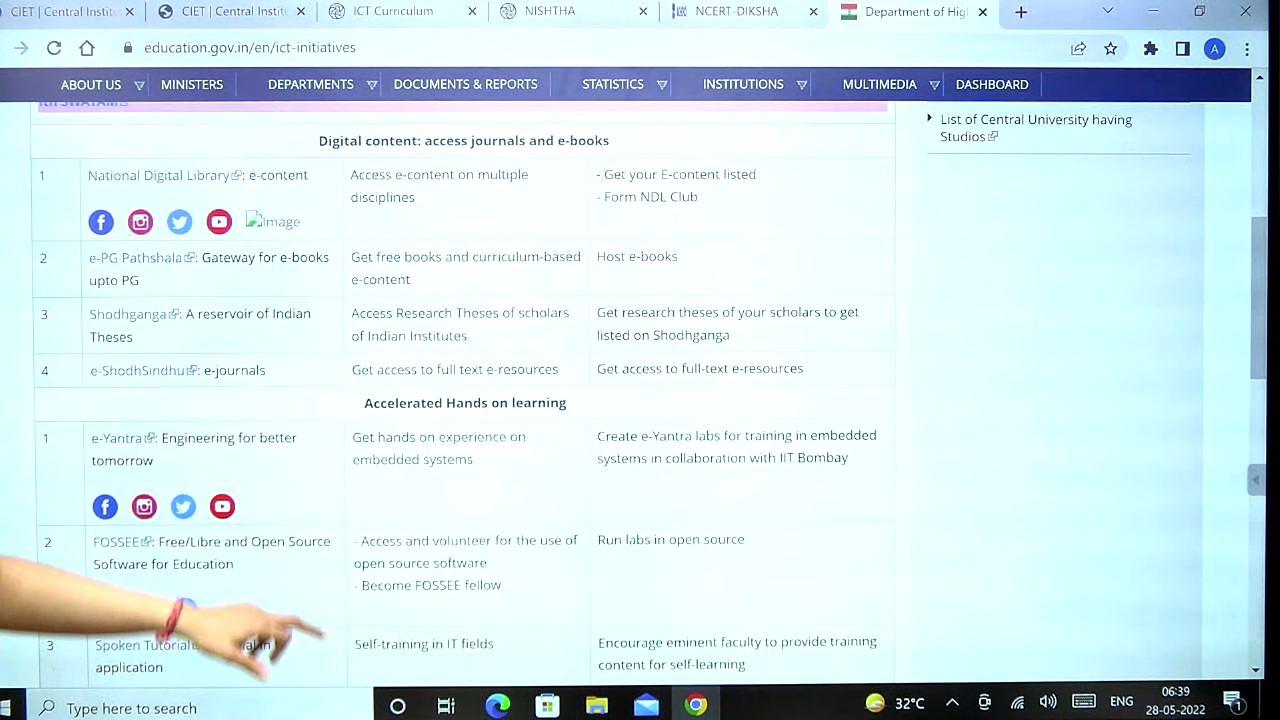 CIET | Central Instit
CIET | Central Institu
ICT Curriculum
NISHTHA
NCERT-DIKSHA
Department of Hig
education.gov.in/en/ict-initiatives
A
ABOUT US
MINISTERS
DEPARTMENTS
DOCUMENTS & REPORTS
STATISTICS
INSTITUTIONS
MULTIMEDIA
DASHBOARD
List of Central University having
Studios
Digital content: access journals and e-books
1
National Digital Library: e-content
Access e-content on multiple
disciplines
- Get your E-content listed
- Form NDL Club
Image
2
e-PG Pathshala: Gateway for e-books
upto PG
Get free books and curriculum-based
e-content
Host e-books
3
Shodhganga: A reservoir of Indian
Theses
Access Research Theses of scholars
of Indian Institutes
Get research theses of your scholars to get
listed on Shodhganga
4
e-ShodhSindhu: e-journals
Get access to full text e-resources
Get access to full-text e-resources
Accelerated Hands on learning
1
e-Yantra: Engineering for better
tomorrow
Get hands on experience on
embedded systems
Create e-Yantra labs for training in embedded
systems in collaboration with IIT Bombay
2
FOSSEE: Free/Libre and Open Source
Software for Education
- Access and volunteer for the use of
open source software
- Become FOSSEE fellow
Run labs in open source
3
Spoken Tutorial
application
Self-training in IT fields
Encourage eminent faculty to provide training
content for self-learning
Type here to search
32°C
ENG
06:39
28-05-2022
1